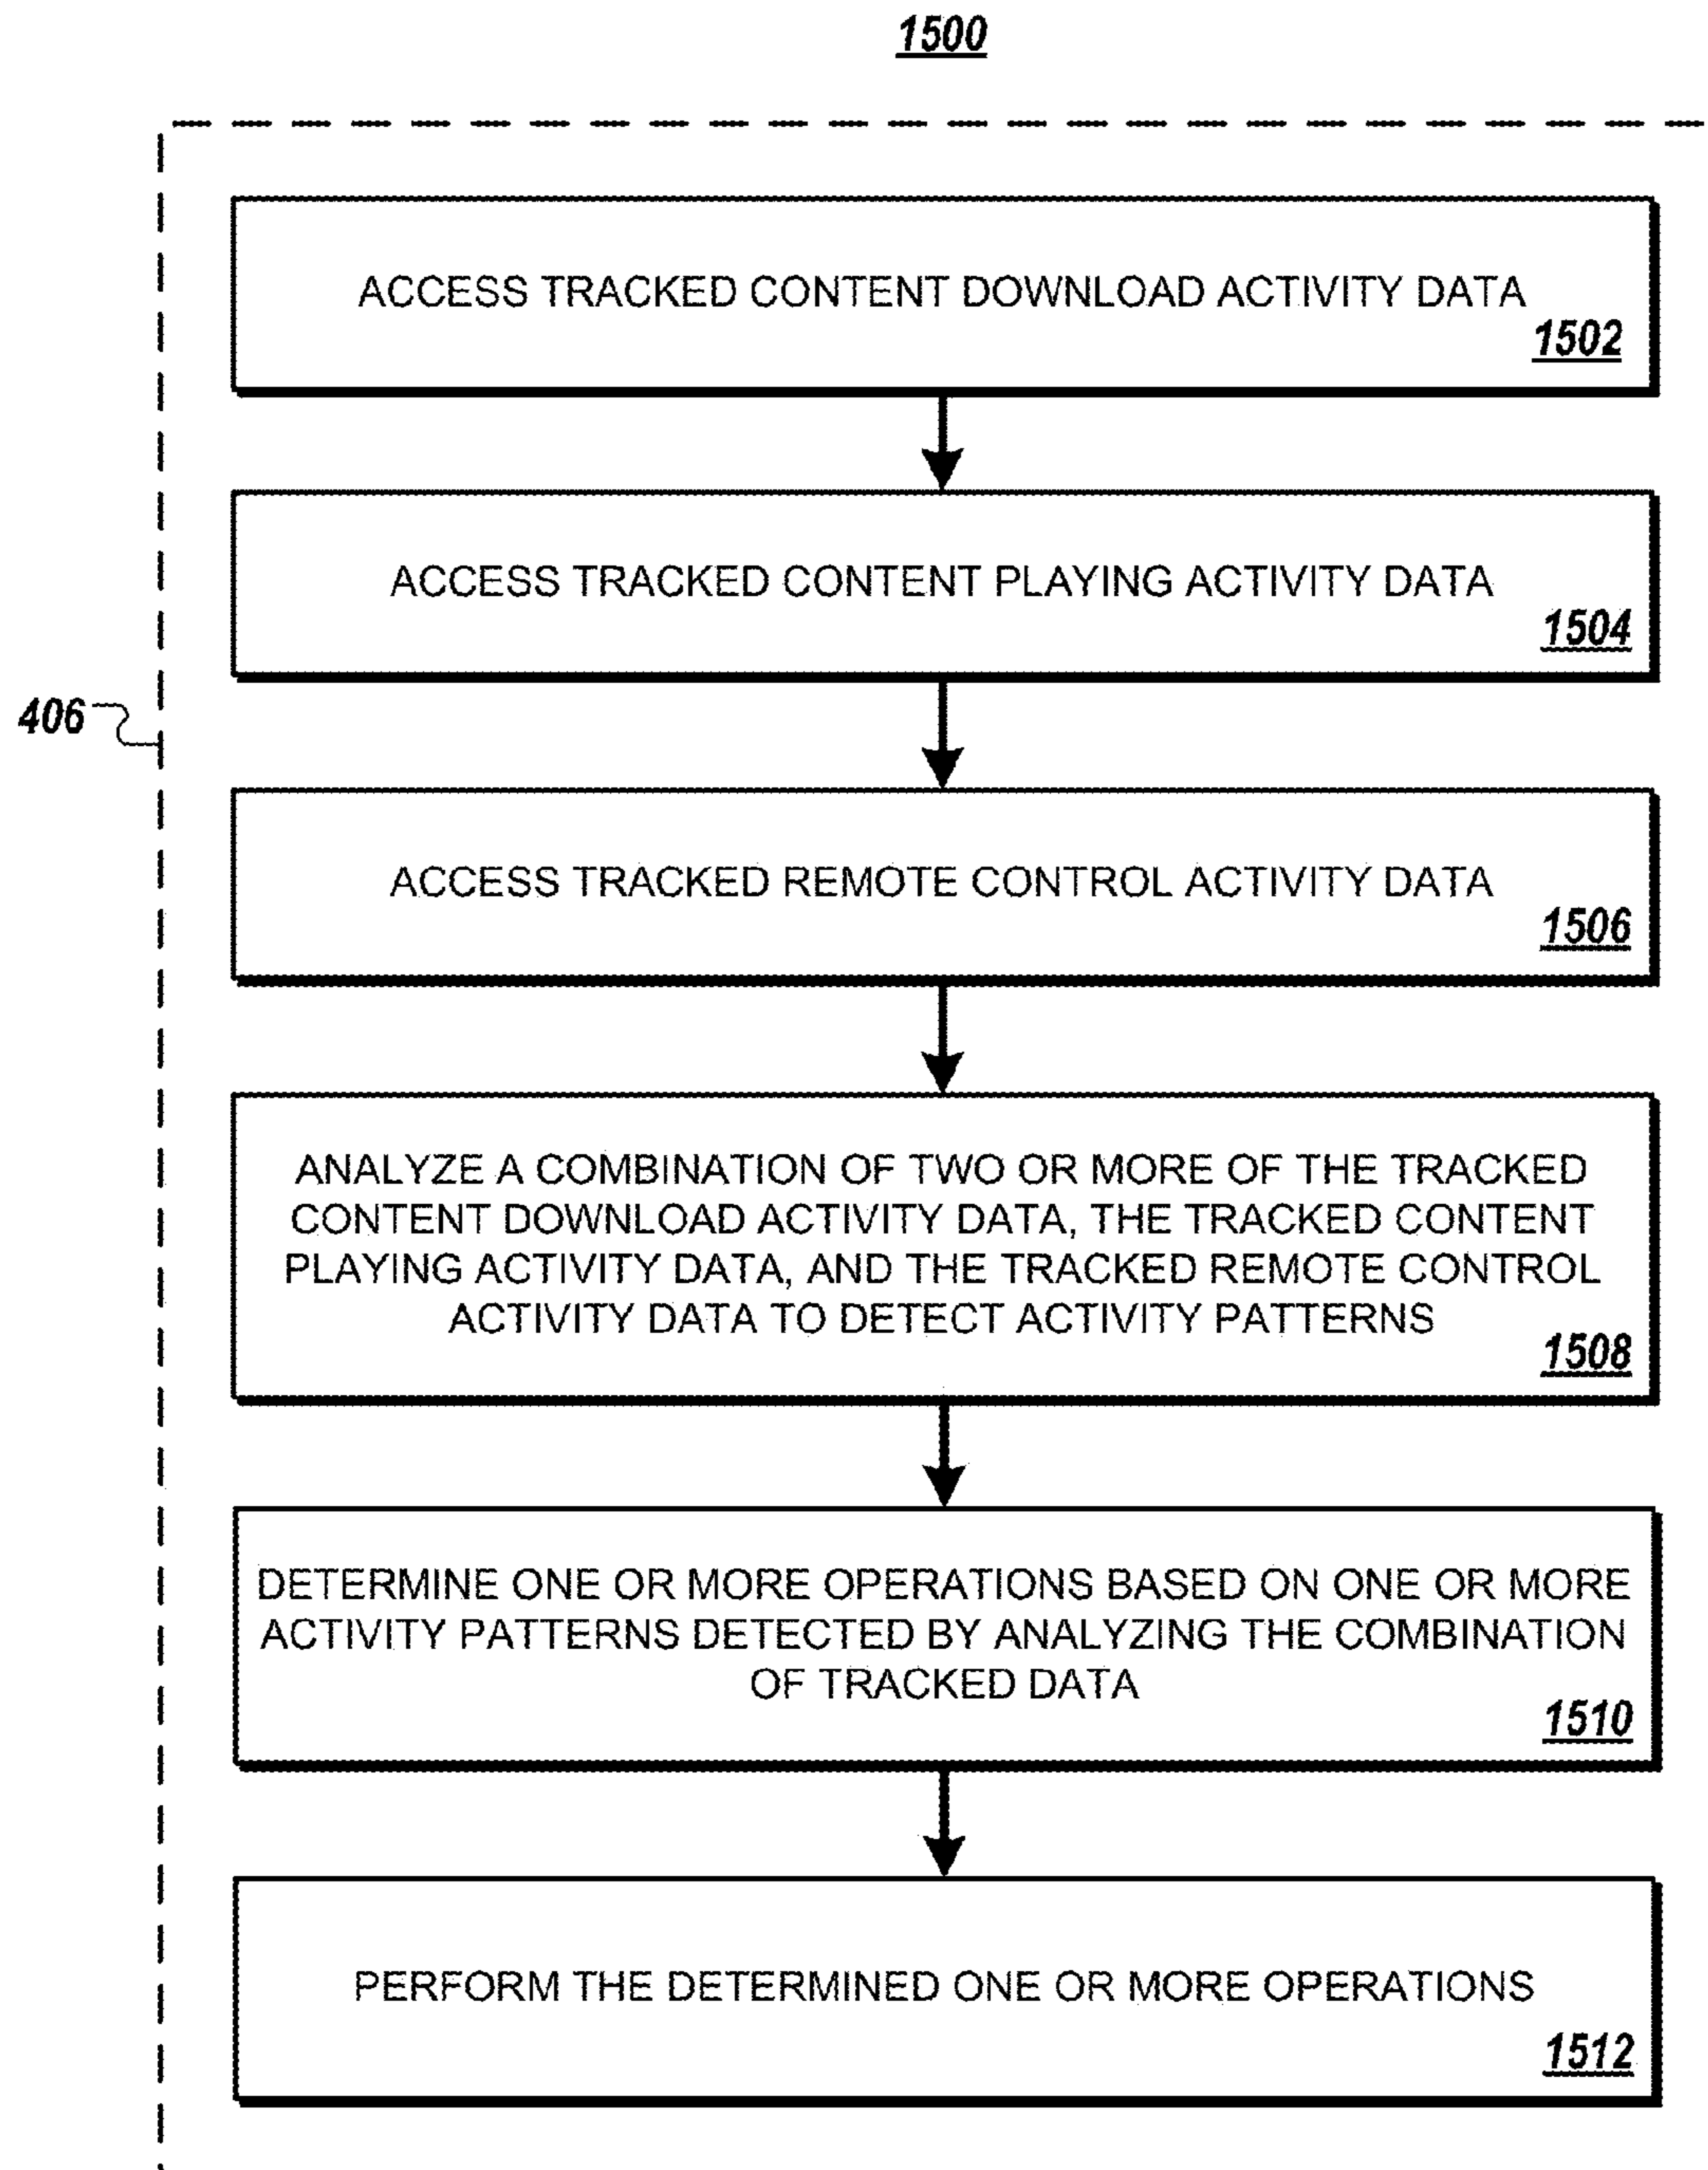 1500
ACCESS TRACKED CONTENT DOWNLOAD ACTIVITY DATA
1502
ACCESS TRACKED CONTENT PLAYING ACTIVITY DATA
1504
406
ACCESS TRACKED REMOTE CONTROL ACTIVITY DATA
1506
ANALYZE A COMBINATION OF TWO OR MORE OF THE TRACKED
CONTENT DOWNLOAD ACTIVITY DATA, THE TRACKED CONTENT
PLAYING ACTIVITY DATA, AND THE TRACKED REMOTE CONTROL
ACTIVITY DATA TO DETECT ACTIVITY PATTERNS
1508
DETERMINE ONE OR MORE OPERATIONS BASED ON ONE OR MORE
ACTIVITY PATTERNS DETECTED BY ANALYZING THE COMBINATION
OF TRACKED DATA
1510
PERFORM THE DETERMINED ONE OR MORE OPERATIONS
1512